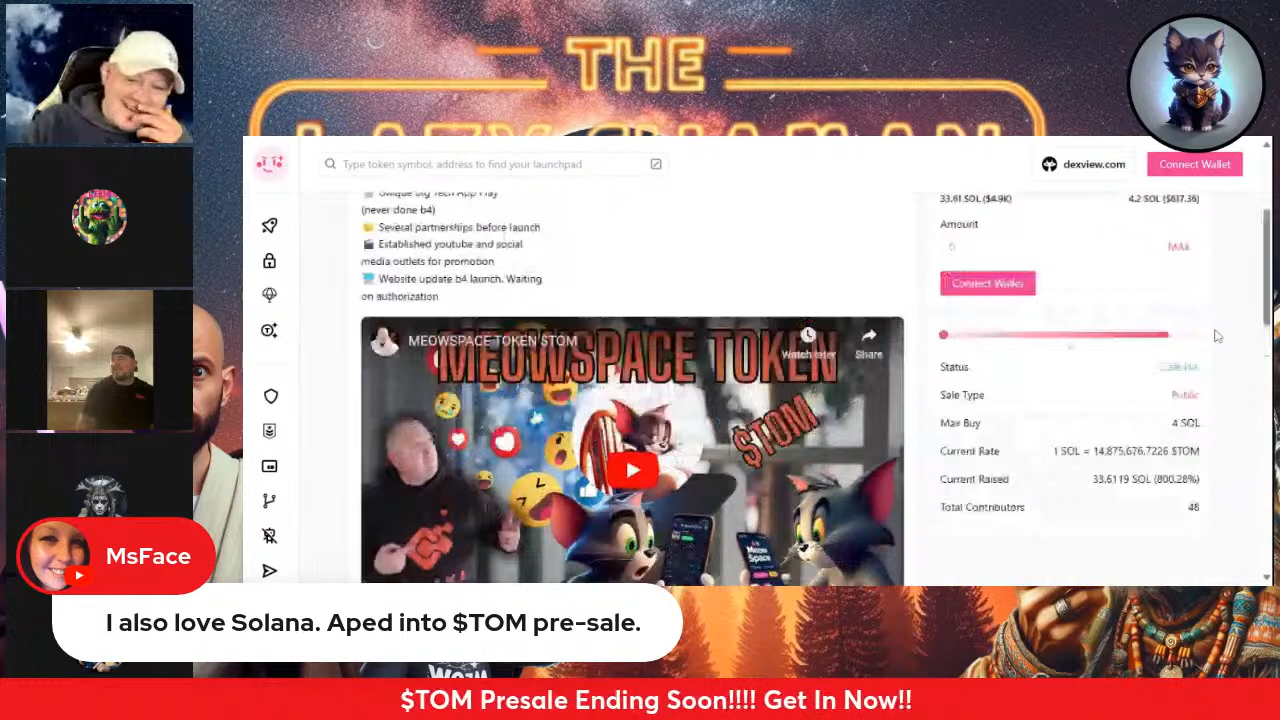 THE
Type token symbol, address to find your launchpad
dexview.com
Connect Wallet
Unique Big Tech App Play
(never done b4)
Several partnerships before launch
Established youtube and social
media outlets for promotion
Website update b4 launch. Waiting
on authorization
MEOWSPACE TOKEN $TOM
Watch later
Share
MEOWSPACE TOKEN
$TOM
Meow
Space
33.61 SOL ($4.9K)
4.2 SOL ($617.36)
Amount
0
MAX
Connect Wallet
Status
Sale Type
Public
Max Buy
4 SOL
Current Rate
1 SOL = 14,875,676.7226 $TOM
Current Raised
33.6119 SOL (800.28%)
Total Contributors
48
MsFace
I also love Solana. Aped into $TOM pre-sale.
$TOM Presale Ending Soon!!!! Get In Now!!